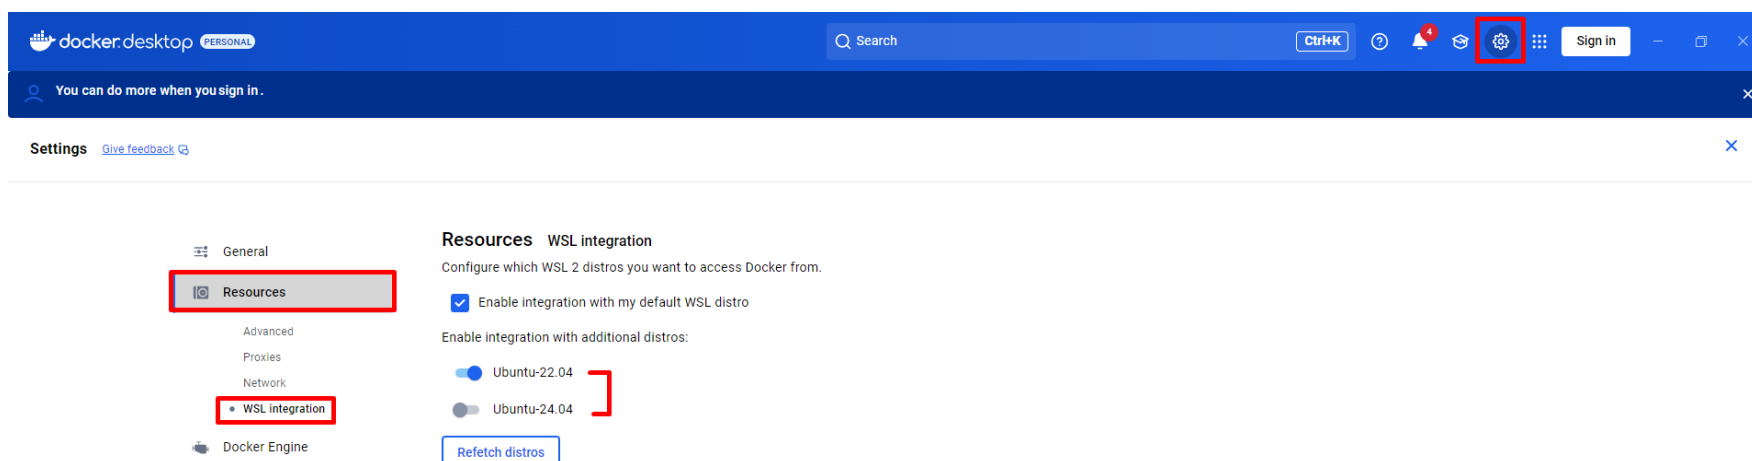 docker.desktop PERSONAL
Search
Ctrl+K
4
Sign in
You can do more when you sign in.
Settings
Give feedback
General
Resources
Advanced
Proxies
Network
WSL integration
Docker Engine
Resources WSL integration
Configure which WSL 2 distros you want to access Docker from.
Enable integration with my default WSL distro
Enable integration with additional distros:
Ubuntu-22.04
Ubuntu-24.04
Refetch distros